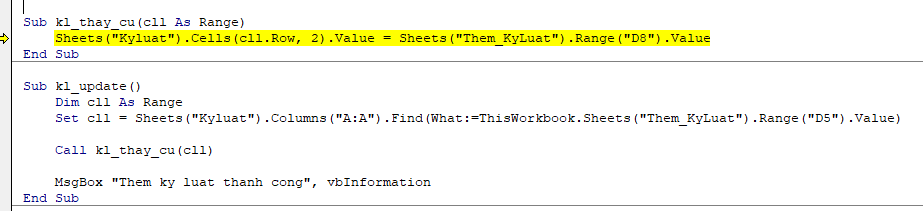 Sub kl_thay_cu(cll As Range)
    Sheets("Kyluat").Cells(cll.Row, 2).Value = Sheets("Them_KyLuat").Range("D8").Value
End Sub
Sub kl_update()
    Dim cll As Range
    Set cll = Sheets("Kyluat").Columns("A:A").Find(What:=ThisWorkbook.Sheets("Them_KyLuat").Range("D5").Value)
    Call kl_thay_cu(cll)
    MsgBox "Them ky luat thanh cong", vbInformation
End Sub